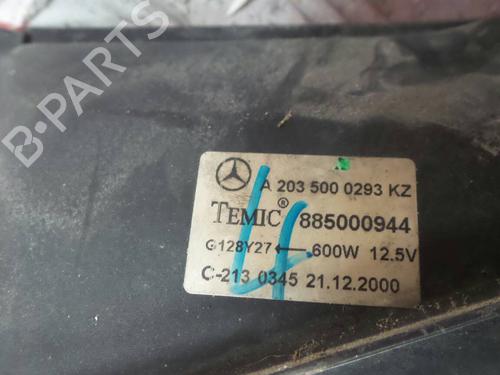 B-PARTS
A 203 500 0293 KZ
TEMIC® 885000944
G128Y27 ← 600W 12.5V
C-213 0345 21.12.2000